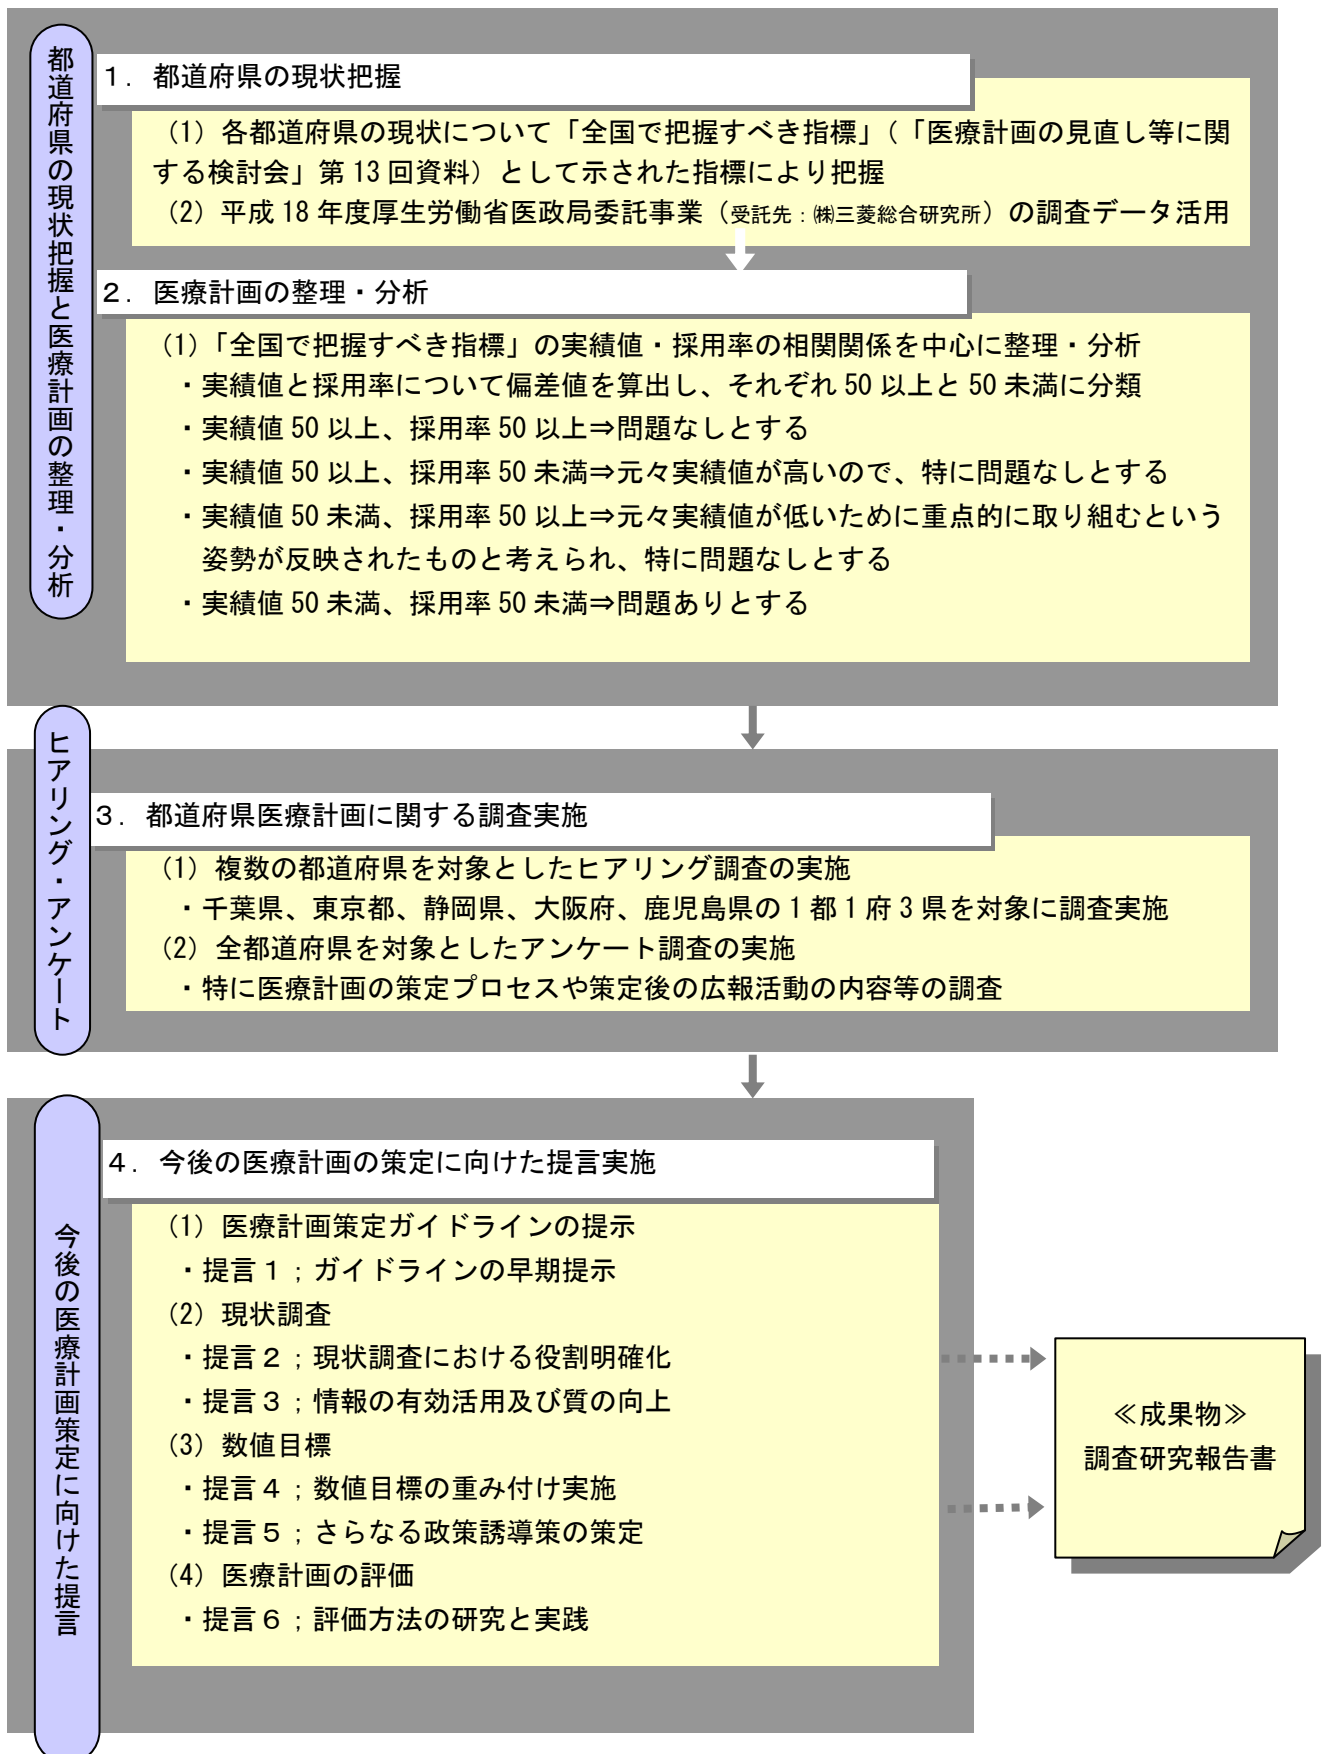 都道府県の現状把握と医療計画の整理・分析
１．都道府県の現状把握
（1）各都道府県の現状について「全国で把握すべき指標」（「医療計画の見直し等に関
する検討会」第 13 回資料）として示された指標により把握
（2）平成 18 年度厚生労働省医政局委託事業（受託先：㈱三菱総合研究所）の調査データ活用
２．医療計画の整理・分析
（1）「全国で把握すべき指標」の実績値・採用率の相関関係を中心に整理・分析
・実績値と採用率について偏差値を算出し、それぞれ 50 以上と 50 未満に分類
・実績値 50 以上、採用率 50 以上⇒問題なしとする
・実績値 50 以上、採用率 50 未満⇒元々実績値が高いので、特に問題なしとする
・実績値 50 未満、採用率 50 以上⇒元々実績値が低いために重点的に取り組むという
姿勢が反映されたものと考えられ、特に問題なしとする
・実績値 50 未満、採用率 50 未満⇒問題ありとする
ヒアリング・アンケート
３．都道府県医療計画に関する調査実施
（1）複数の都道府県を対象としたヒアリング調査の実施
・千葉県、東京都、静岡県、大阪府、鹿児島県の 1 都 1 府 3 県を対象に調査実施
（2）全都道府県を対象としたアンケート調査の実施
・特に医療計画の策定プロセスや策定後の広報活動の内容等の調査
今後の医療計画策定に向けた提言
４．今後の医療計画の策定に向けた提言実施
（1）医療計画策定ガイドラインの提示
・提言１；ガイドラインの早期提示
（2）現状調査
・提言２；現状調査における役割明確化
・提言３；情報の有効活用及び質の向上
（3）数値目標
・提言４；数値目標の重み付け実施
・提言５；さらなる政策誘導策の策定
（4）医療計画の評価
・提言６；評価方法の研究と実践
≪成果物≫
調査研究報告書